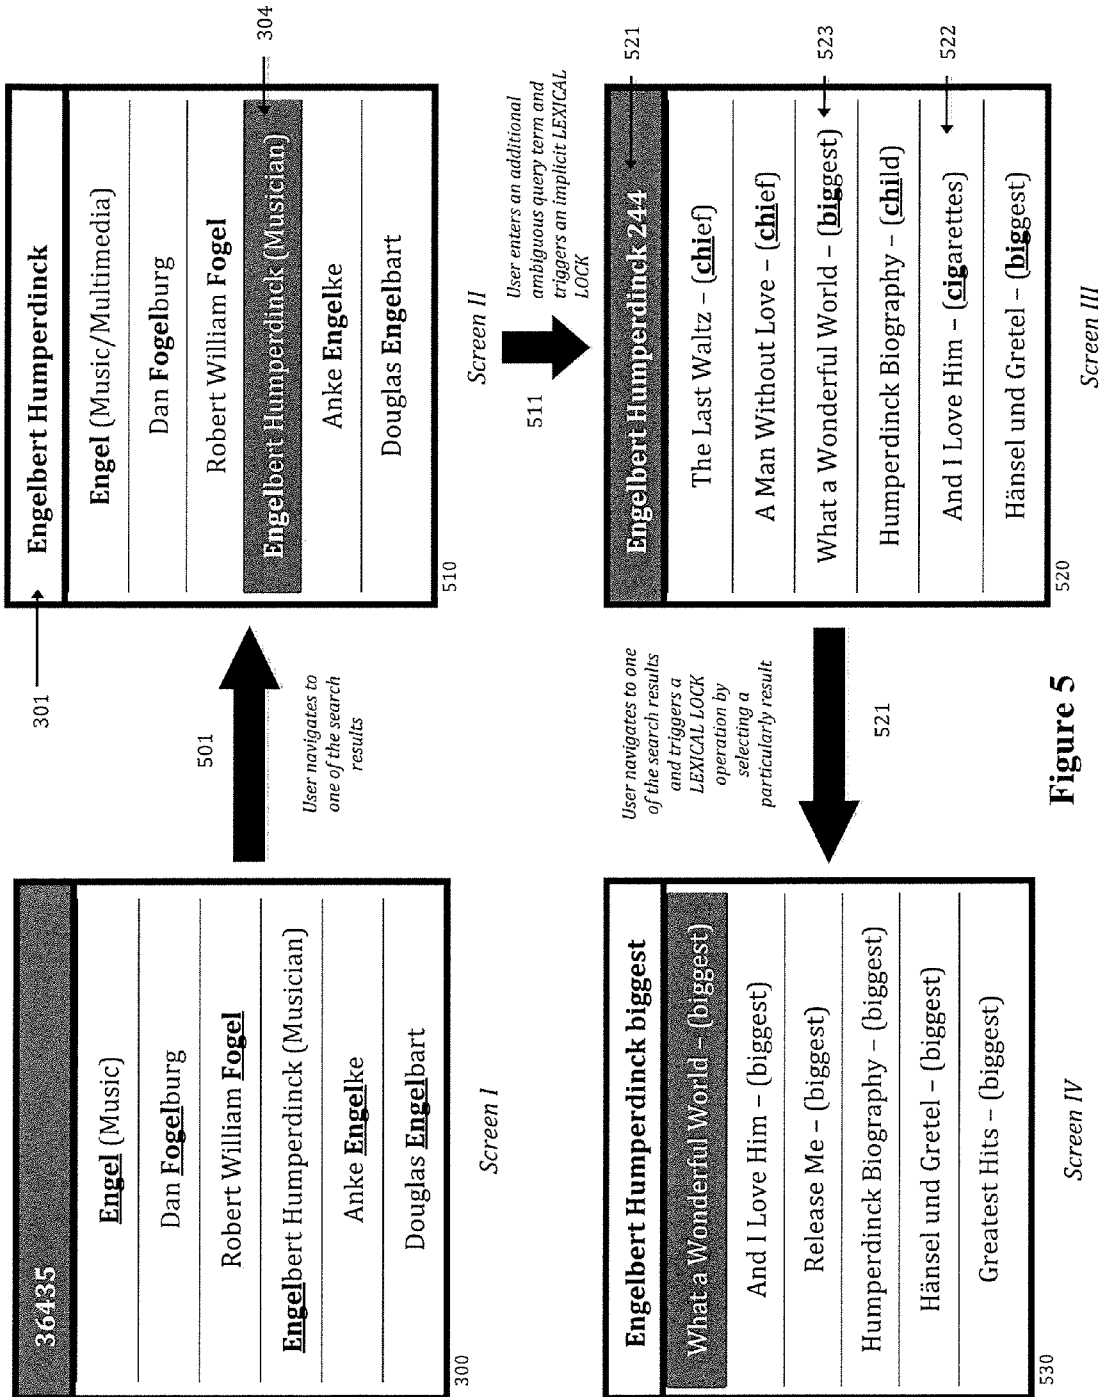 36435
Engel (Music)
Dan Fogelburg
Robert William Fogel
Engelbert Humperdinck (Musician)
Anke Engelke
Douglas Engelbart
300
Screen I
501
User navigates to
one of the search
results
301
Engelbert Humperdinck
Engel (Music/Multimedia)
Dan Fogelburg
Robert William Fogel
Engelbert Humperdinck (Musician)
304
Anke Engelke
Douglas Engelbart
510
Screen II
511
User enters an additional
ambiguous query term and
triggers an implicit LEXICAL
LOCK
Engelbert Humperdinck 244
521
The Last Waltz – (chief)
A Man Without Love – (chief)
What a Wonderful World – (biggest)
523
Humperdinck Biography – (child)
And I Love Him – (cigarettes)
522
Hänsel und Gretel – (biggest)
520
Screen III
User navigates to one
of the search results
and triggers a
LEXICAL LOCK
operation by
selecting a
particularly result
521
Engelbert Humperdinck biggest
What a Wonderful World – (biggest)
And I Love Him – (biggest)
Release Me – (biggest)
Humperdinck Biography – (biggest)
Hänsel und Gretel – (biggest)
Greatest Hits – (biggest)
530
Screen IV
Figure 5